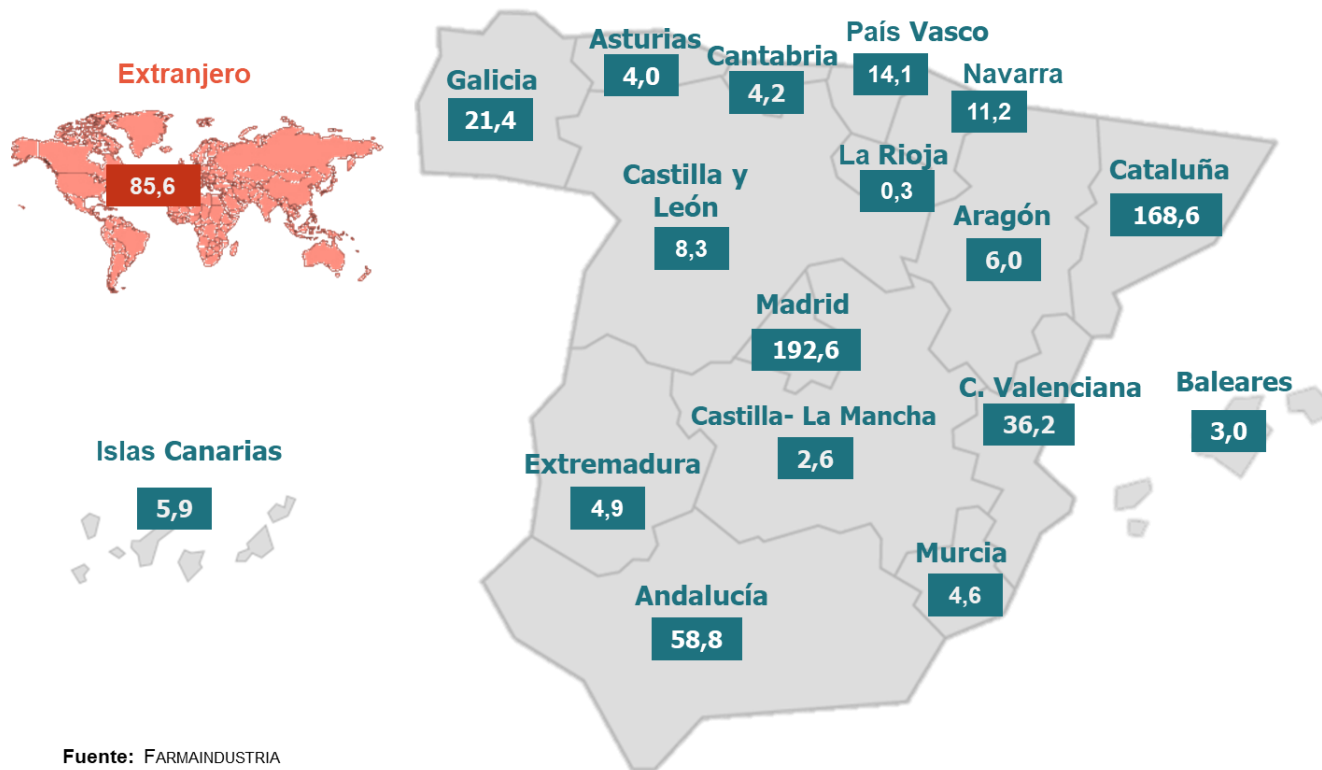 Extranjero
85,6
Galicia
21,4
Asturias
4,0
Cantabria
4,2
País Vasco
14,1
Navarra
11,2
La Rioja
0,3
Castilla y
León
8,3
Aragón
6,0
Cataluña
168,6
Madrid
192,6
Castilla- La Mancha
2,6
C. Valenciana
36,2
Baleares
3,0
Islas Canarias
5,9
Extremadura
4,9
Murcia
4,6
Andalucía
58,8
Fuente: FARMAINDUSTRIA